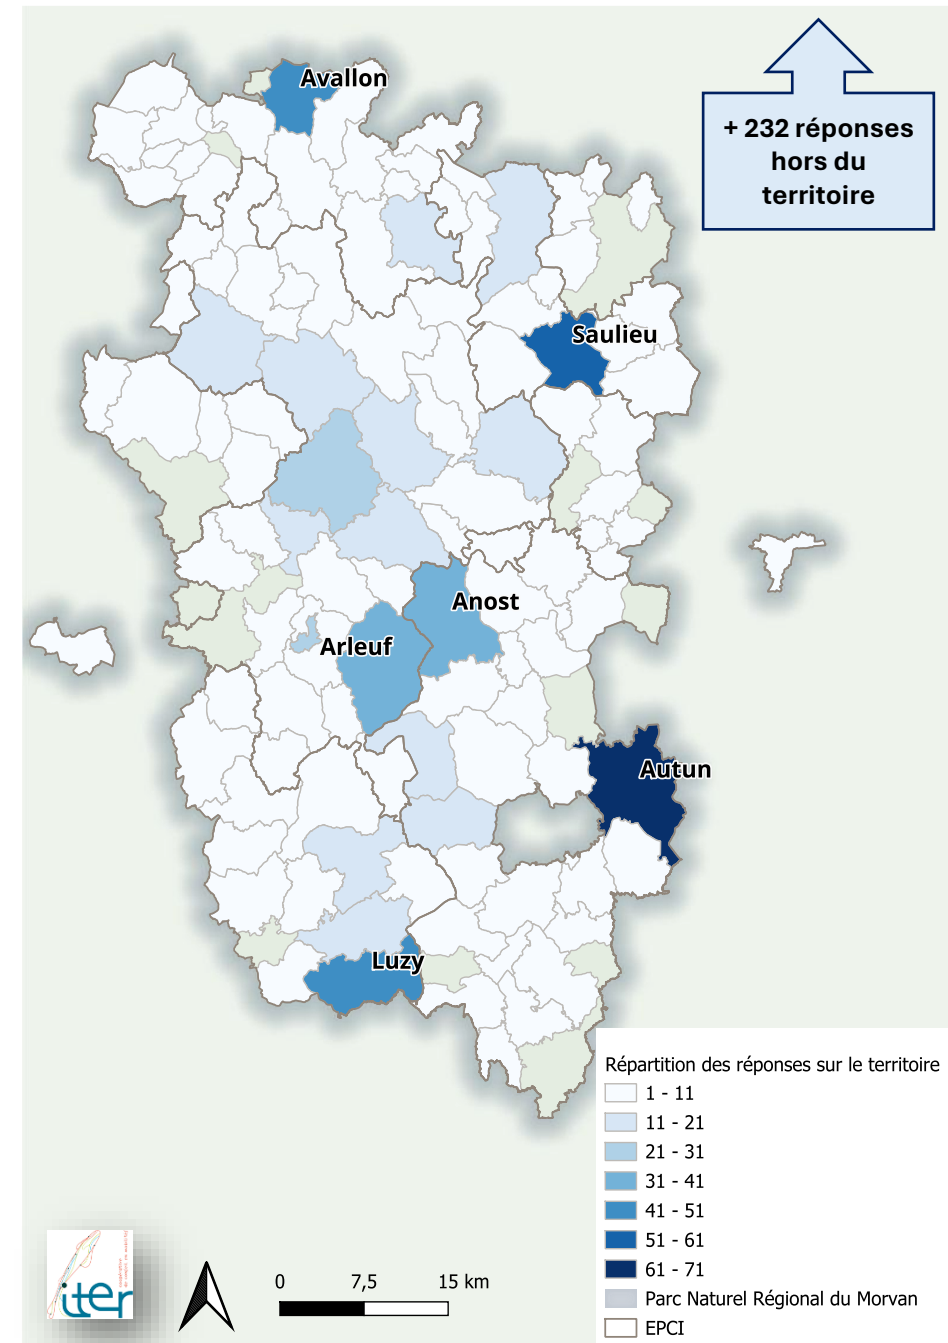 Avallon
+ 232 réponses
hors du
territoire
Saulieu
Anost
Arleuf
Autun
Luzy
Répartition des réponses sur le territoire
1 - 11
11 - 21
21 - 31
31 - 41
41 - 51
51 - 61
61 - 71
Parc Naturel Régional du Morvan
EPCI
iter
0 7,5 15 km